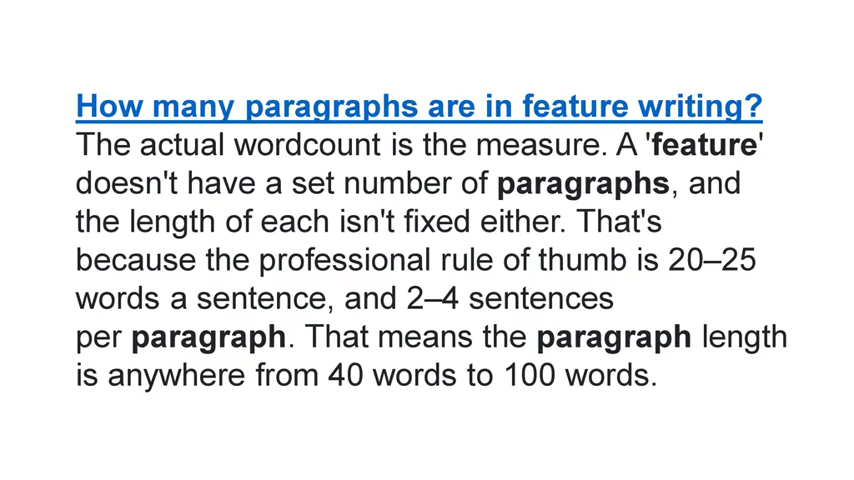 How many paragraphs are in feature writing?
The actual wordcount is the measure. A 'feature'
doesn't have a set number of paragraphs, and
the length of each isn't fixed either. That's
because the professional rule of thumb is 20–25
words a sentence, and 2–4 sentences
per paragraph. That means the paragraph length
is anywhere from 40 words to 100 words.